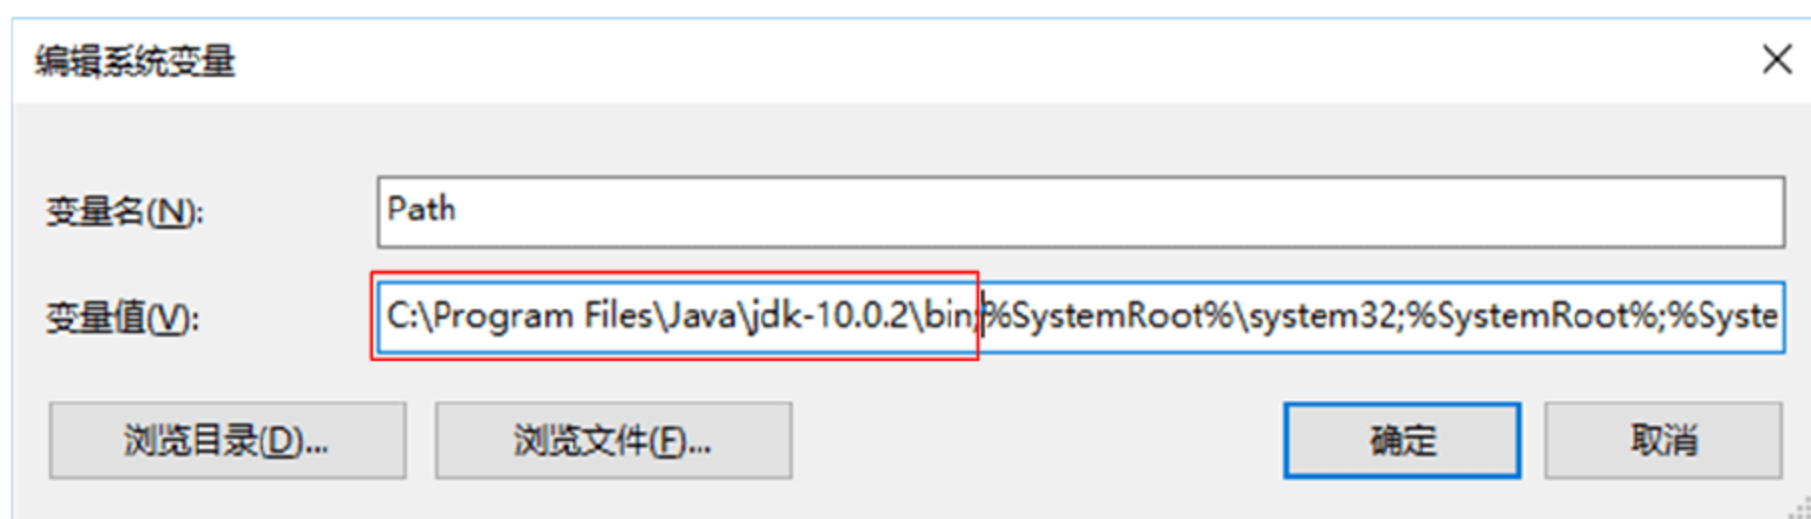 编辑系统变量
变量名(N):
Path
变量值(V):
C:\Program Files\Java\jdk-10.0.2\bin;%SystemRoot%\system32;%SystemRoot%;%Syste
浏览目录(D)...
浏览文件(F)...
确定
取消